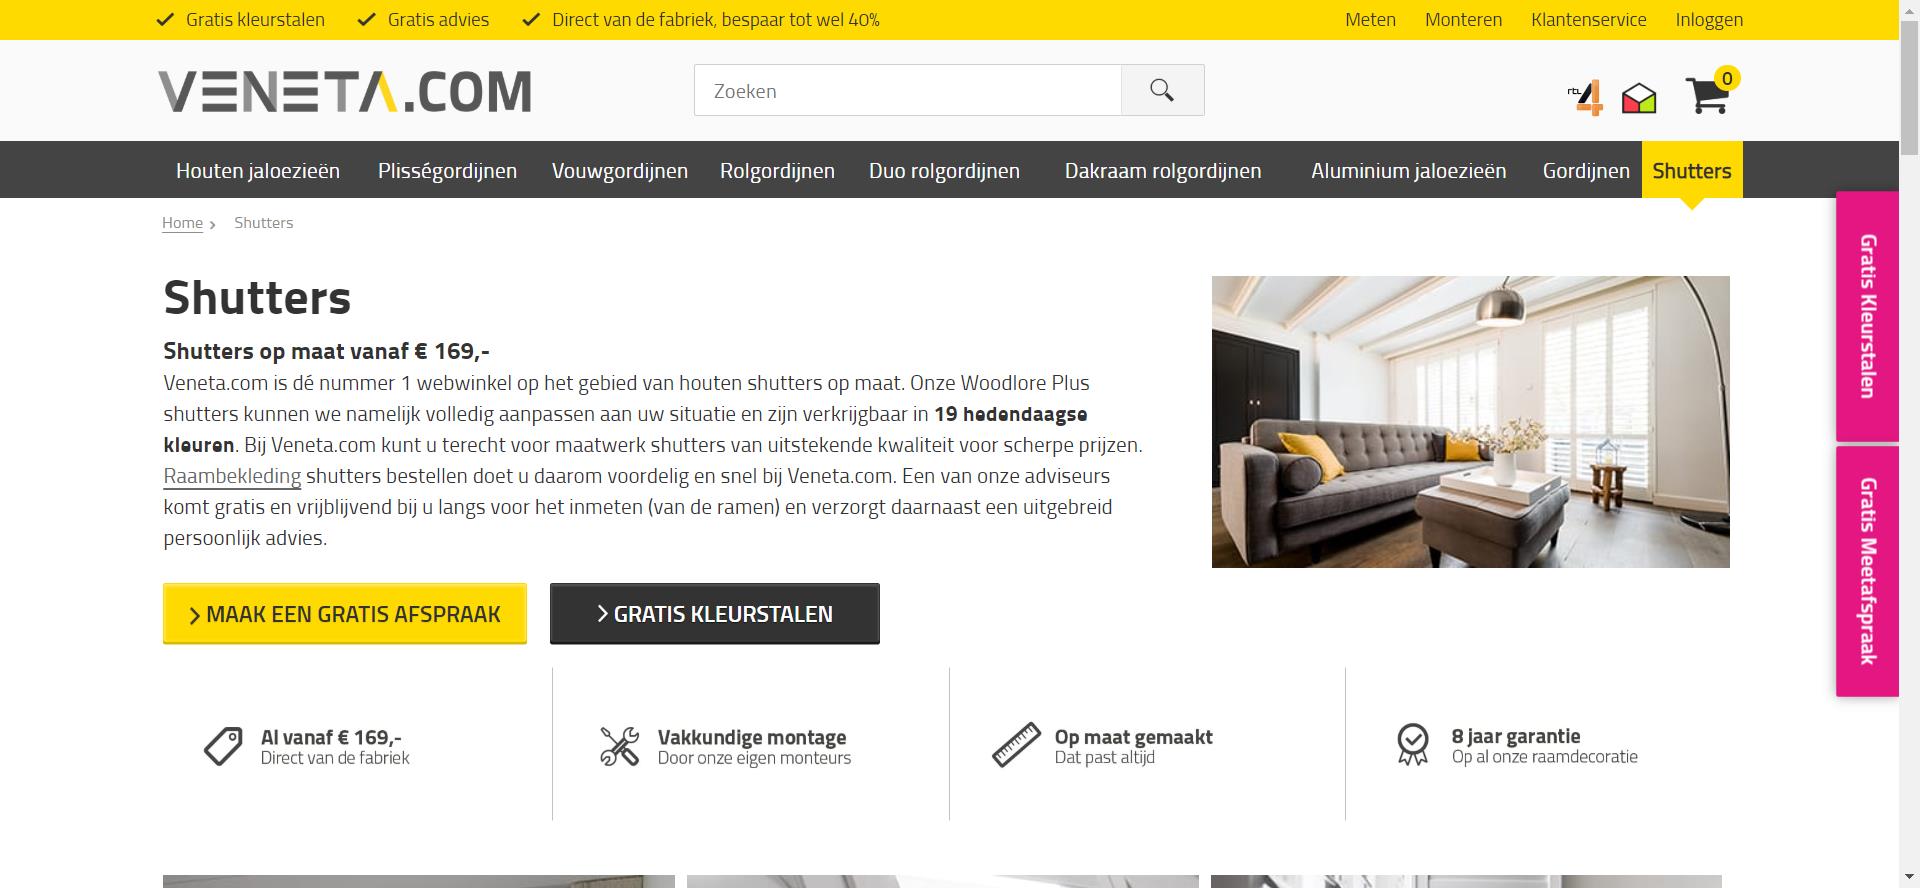 Gratis kleurstalen Gratis advies Direct van de fabriek, bespaar tot wel 40% Meten Monteren Klantenservice Inloggen
VENETA.COM
Zoeken
rtl 4
0
Houten jaloezieën Plisségordijnen Vouwgordijnen Rolgordijnen Duo rolgordijnen Dakraam rolgordijnen Aluminium jaloezieën Gordijnen Shutters
Home › Shutters
Shutters
Shutters op maat vanaf € 169,-
Veneta.com is dé nummer 1 webwinkel op het gebied van houten shutters op maat. Onze Woodlore Plus
shutters kunnen we namelijk volledig aanpassen aan uw situatie en zijn verkrijgbaar in 19 hedendaagse
kleuren. Bij Veneta.com kunt u terecht voor maatwerk shutters van uitstekende kwaliteit voor scherpe prijzen.
Raambekleding shutters bestellen doet u daarom voordelig en snel bij Veneta.com. Een van onze adviseurs
komt gratis en vrijblijvend bij u langs voor het inmeten (van de ramen) en verzorgt daarnaast een uitgebreid
persoonlijk advies.
MAAK EEN GRATIS AFSPRAAK
GRATIS KLEURSTALEN
Al vanaf € 169,-
Direct van de fabriek
Vakkundige montage
Door onze eigen monteurs
Op maat gemaakt
Dat past altijd
8 jaar garantie
Op al onze raamdecoratie
Gratis Kleurstalen
Gratis Meetafspraak